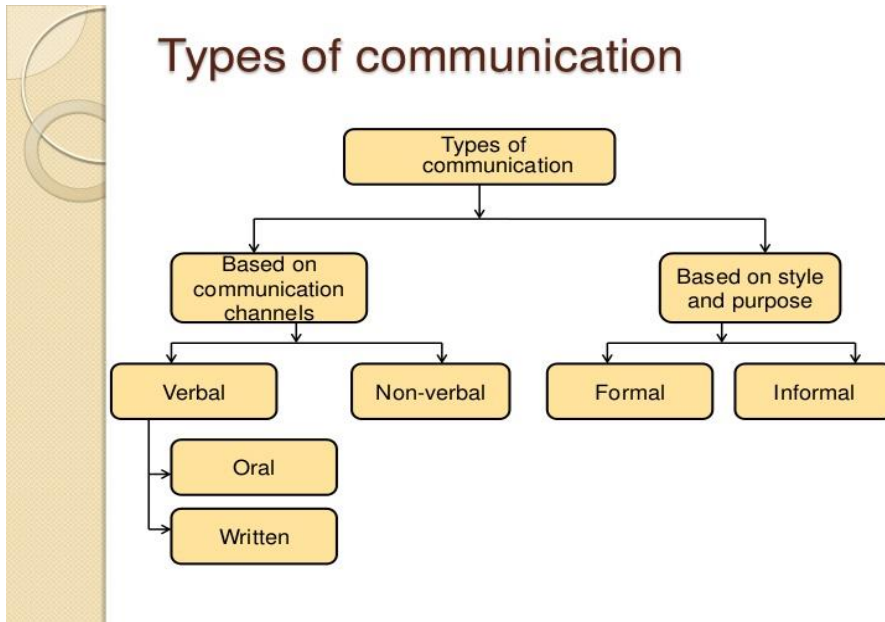 Types of communication
Types of
communication
Based on
communication
channels
Based on style
and purpose
Verbal
Non-verbal
Formal
Informal
Oral
Written